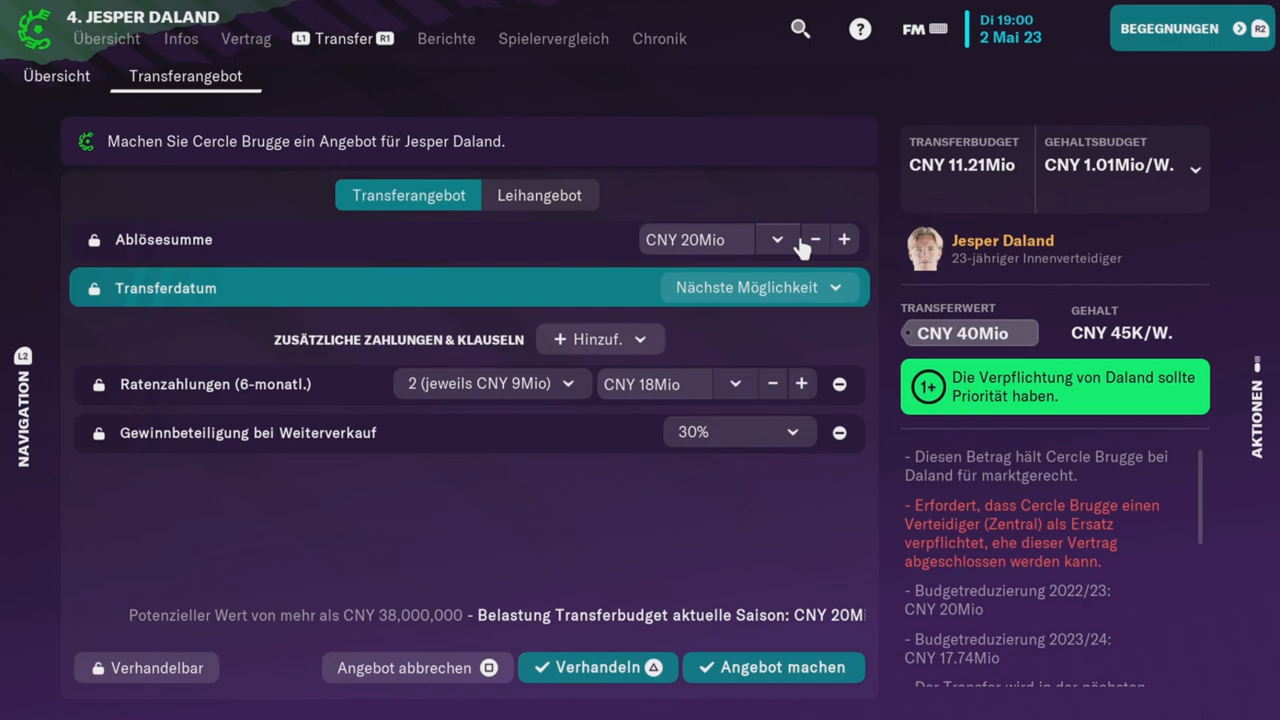 4. JESPER DALAND
Übersicht
Infos
Vertrag
L1 Transfer R1
Berichte
Spielervergleich
Chronik
FM
Di 19:00
2 Mai 23
BEGEGNUNGEN
R2
Übersicht
Transferangebot
Machen Sie Cercle Brugge ein Angebot für Jesper Daland.
Transferangebot
Leihangebot
Ablösesumme
CNY 20Mio
Transferdatum
Nächste Möglichkeit
ZUSÄTZLICHE ZAHLUNGEN & KLAUSELN
+ Hinzuf.
Ratenzahlungen (6-monatl.)
2 (jeweils CNY 9Mio)
CNY 18Mio
Gewinnbeteiligung bei Weiterverkauf
30%
Potenzieller Wert von mehr als CNY 38,000,000 - Belastung Transferbudget aktuelle Saison: CNY 20Mi
Verhandelbar
Angebot abbrechen
Verhandeln
Angebot machen
L2
NAVIGATION
TRANSFERBUDGET
CNY 11.21Mio
GEHALTSBUDGET
CNY 1.01Mio/W.
Jesper Daland
23-jähriger Innenverteidiger
TRANSFERWERT
CNY 40Mio
GEHALT
CNY 45K/W.
1+
Die Verpflichtung von Daland sollte
Priorität haben.
- Diesen Betrag hält Cercle Brugge bei
Daland für marktgerecht.
- Erfordert, dass Cercle Brugge einen
Verteidiger (Zentral) als Ersatz
verpflichtet, ehe dieser Vertrag
abgeschlossen werden kann.
- Budgetreduzierung 2022/23:
CNY 20Mio
- Budgetreduzierung 2023/24:
CNY 17.74Mio
- Der Transfer wird in der nächsten
AKTIONEN